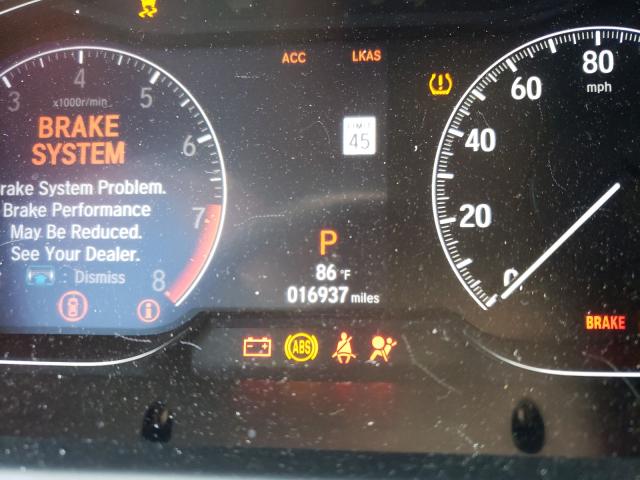 ACC LKAS
3 4 5 6 7 8
x1000r/min
BRAKE
SYSTEM
rake System Problem.
Brake Performance
May Be Reduced.
See Your Dealer.
: Dismiss
LIMIT
45
P
86 °F
016937 miles
80
60
mph
40
20
0
BRAKE
ABS